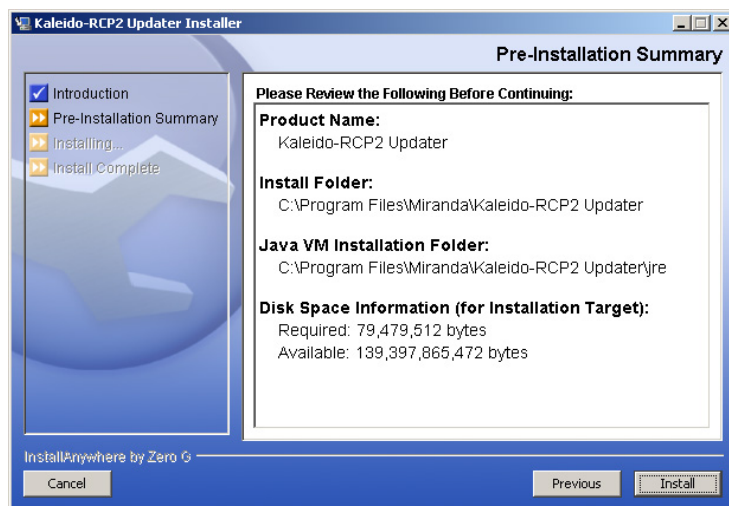 Kaleido-RCP2 Updater Installer
Pre-Installation Summary
Introduction
Pre-Installation Summary
Installing...
Install Complete
Please Review the Following Before Continuing:
Product Name:
Kaleido-RCP2 Updater
Install Folder:
C:\Program Files\Miranda\Kaleido-RCP2 Updater
Java VM Installation Folder:
C:\Program Files\Miranda\Kaleido-RCP2 Updater\jre
Disk Space Information (for Installation Target):
Required: 79,479,512 bytes
Available: 139,397,865,472 bytes
InstallAnywhere by Zero G
Cancel
Previous
Install